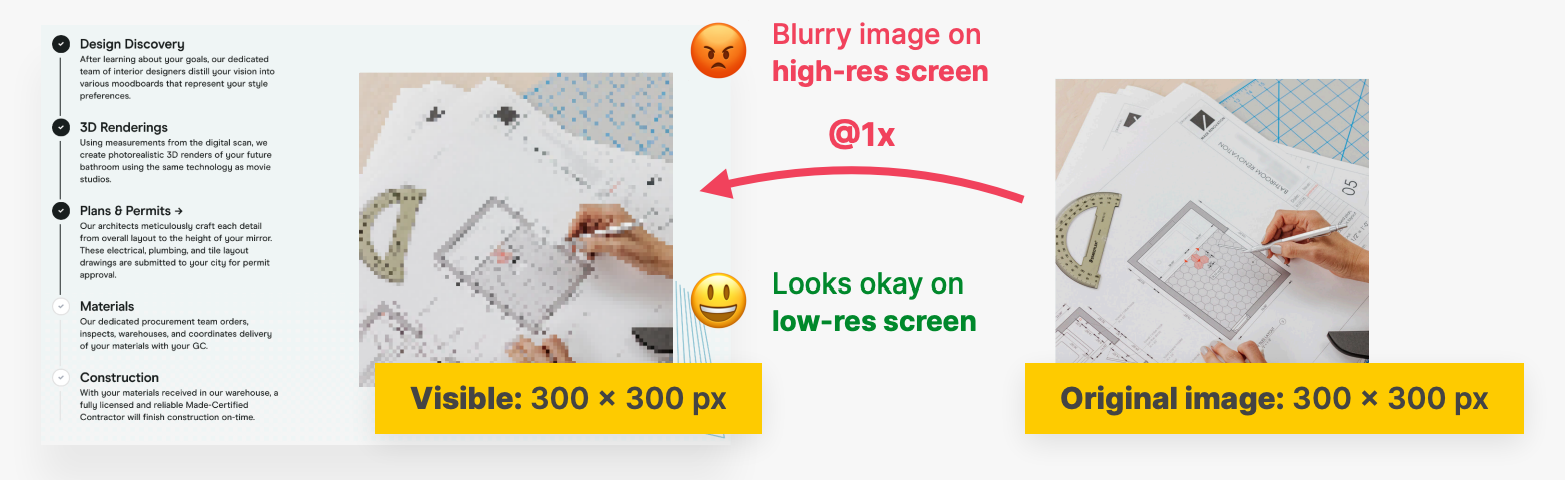 Design Discovery
After learning about your goals, our dedicated
team of interior designers distill your vision into
various moodboards that represent your style
preferences.
3D Renderings
Using measurements from the digital scan, we
create photorealistic 3D renders of your future
bathroom using the same technology as movie
studios.
Plans & Permits →
Our architects meticulously craft each detail
from overall layout to the height of your mirror.
These electrical, plumbing, and tile layout
drawings are submitted to your city for permit
approval.
Materials
Our dedicated procurement team orders,
inspects, warehouses, and coordinates delivery
of your materials with your GC.
Construction
With your materials received in our warehouse, a
fully licensed and reliable Made-Certified
Contractor will finish construction on-time.
Visible: 300 × 300 px
Blurry image on
high-res screen
@1x
Looks okay on
low-res screen
BATHROOM RENOVATION
05
Original image: 300 × 300 px